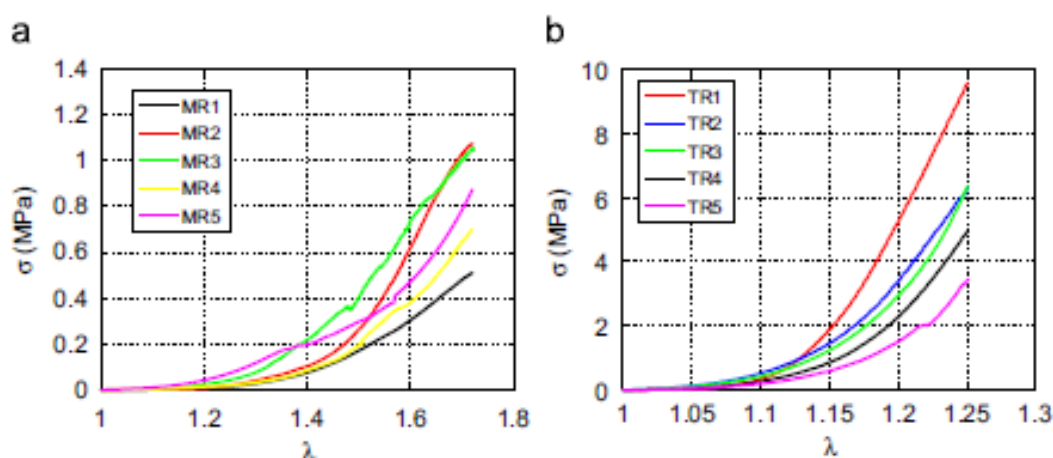 a
1.4
1.2
1
0.8
0.6
0.4
0.2
0
σ (MPa)
MR1
MR2
MR3
MR4
MR5
1 1.2 1.4 1.6 1.8
λ
b
10
8
6
4
2
0
σ (MPa)
TR1
TR2
TR3
TR4
TR5
1 1.05 1.1 1.15 1.2 1.25 1.3
λ